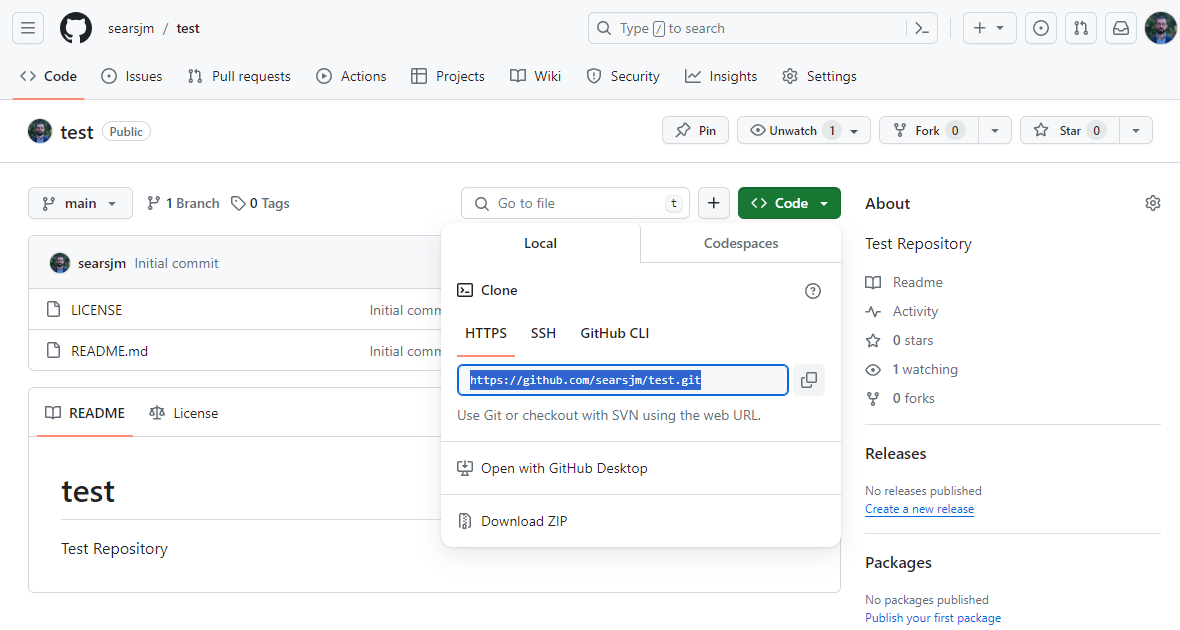 searsjm / test
Type / to search
Code Issues Pull requests Actions Projects Wiki Security Insights Settings
test Public
Pin Unwatch 1 Fork 0 Star 0
main 1 Branch 0 Tags
Go to file t
Code
Local Codespaces
searsjm Initial commit
Clone
LICENSE Initial comm
HTTPS SSH GitHub CLI
README.md Initial comm
https://github.com/searsjm/test.git
Use Git or checkout with SVN using the web URL.
README License
Open with GitHub Desktop
Download ZIP
test
Test Repository
About
Test Repository
Readme
Activity
0 stars
1 watching
0 forks
Releases
No releases published
Create a new release
Packages
No packages published
Publish your first package